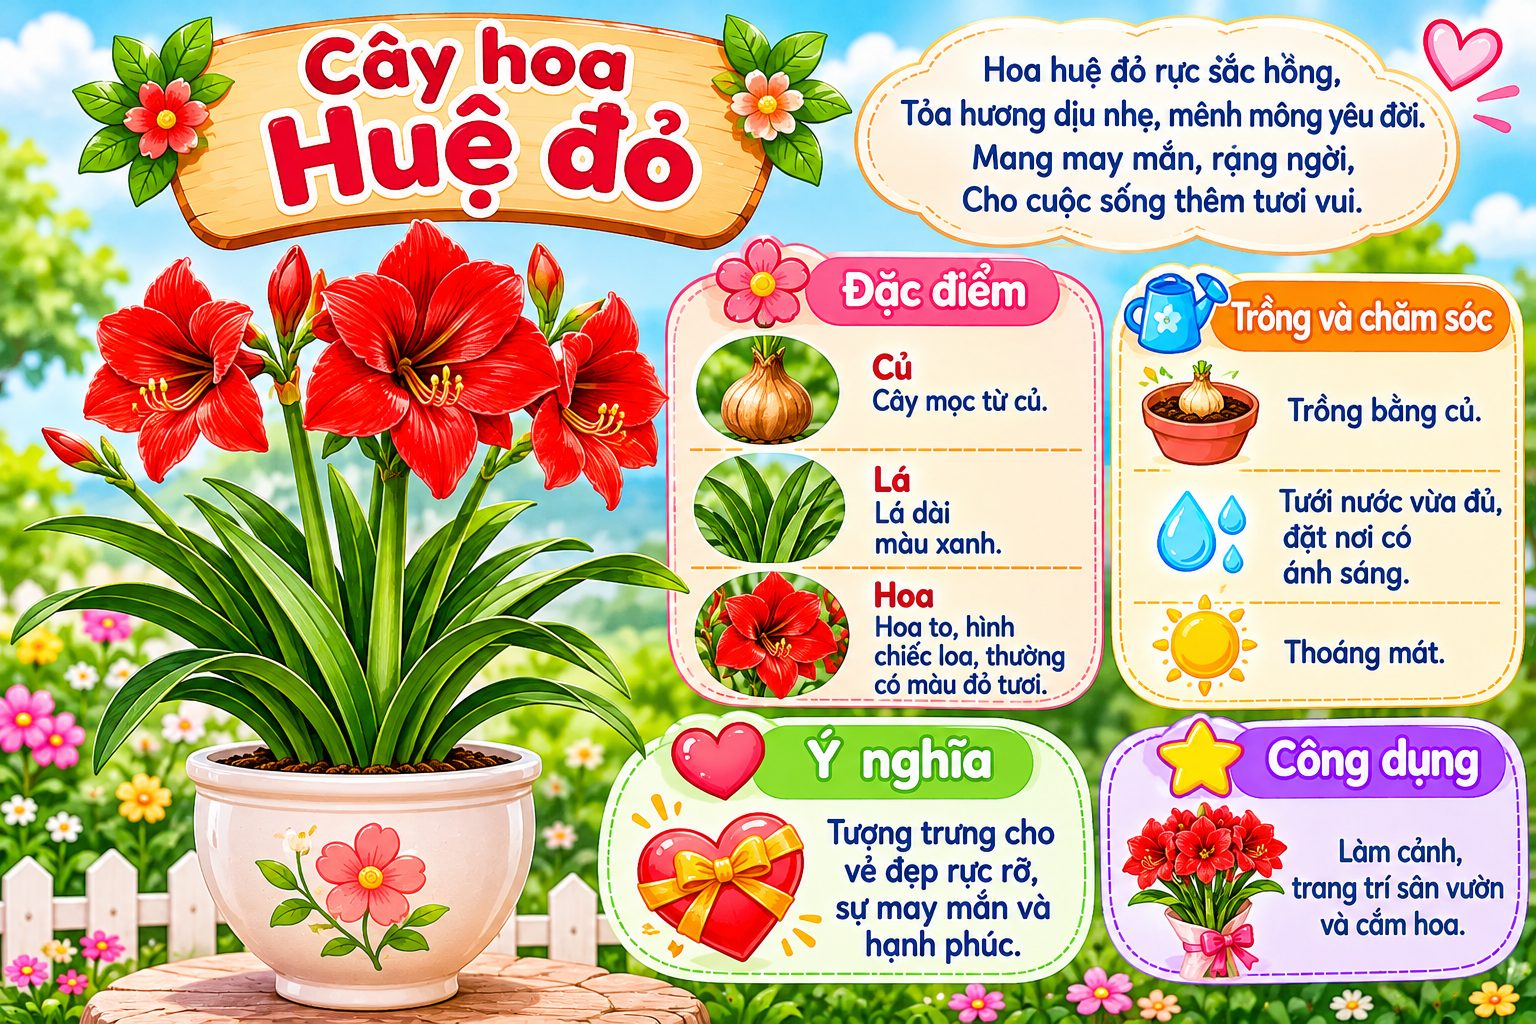 Cây hoa
Huệ đỏ
Hoa huệ đỏ rực sắc hồng,
Tỏa hương dịu nhẹ, mênh mông yêu đời.
Mang may mắn, rạng ngời,
Cho cuộc sống thêm tươi vui.
Đặc điểm
Củ
Cây mọc từ củ.
Lá
Lá dài
màu xanh.
Hoa
Hoa to, hình
chiếc loa, thường
có màu đỏ tươi.
Trồng và chăm sóc
Trồng bằng củ.
Tưới nước vừa đủ,
đặt nơi có
ánh sáng.
Thoáng mát.
Ý nghĩa
Tượng trưng cho
vẻ đẹp rực rỡ,
sự may mắn và
hạnh phúc.
Công dụng
Làm cảnh,
trang trí sân vườn
và cắm hoa.